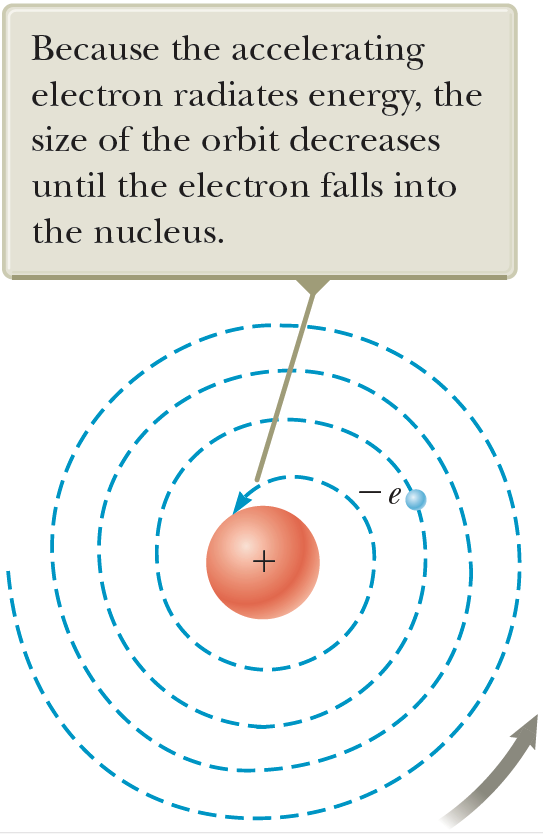 Because the accelerating
electron radiates energy, the
size of the orbit decreases
until the electron falls into
the nucleus.
−e
+